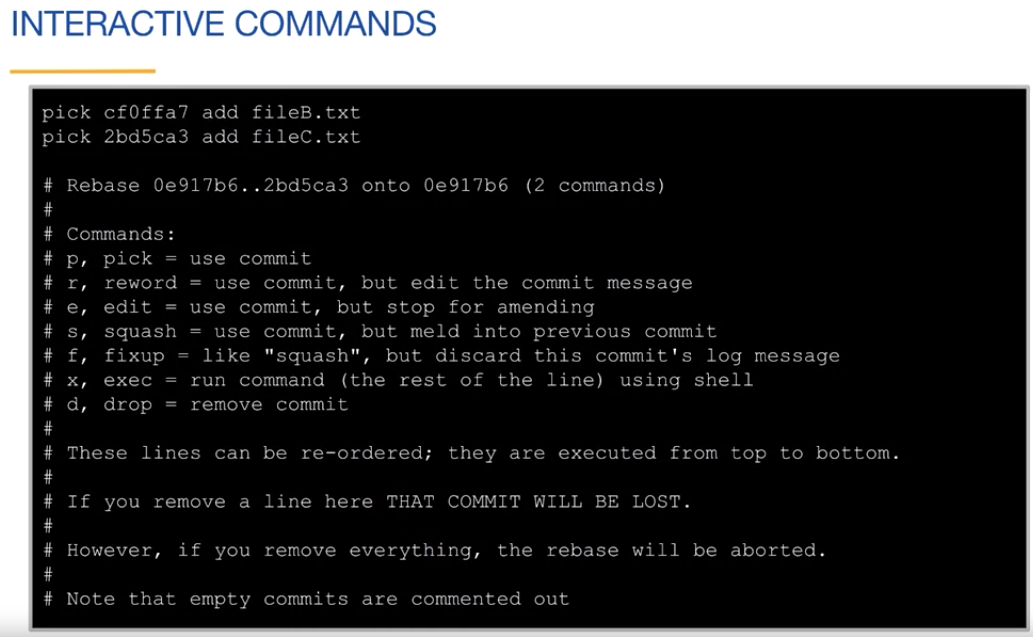 INTERACTIVE COMMANDS
pick cf0ffa7 add fileB.txt
pick 2bd5ca3 add fileC.txt
# Rebase 0e917b6..2bd5ca3 onto 0e917b6 (2 commands)
#
# Commands:
# p, pick = use commit
# r, reword = use commit, but edit the commit message
# e, edit = use commit, but stop for amending
# s, squash = use commit, but meld into previous commit
# f, fixup = like "squash", but discard this commit's log message
# x, exec = run command (the rest of the line) using shell
# d, drop = remove commit
#
# These lines can be re-ordered; they are executed from top to bottom.
#
# If you remove a line here THAT COMMIT WILL BE LOST.
#
# However, if you remove everything, the rebase will be aborted.
#
# Note that empty commits are commented out